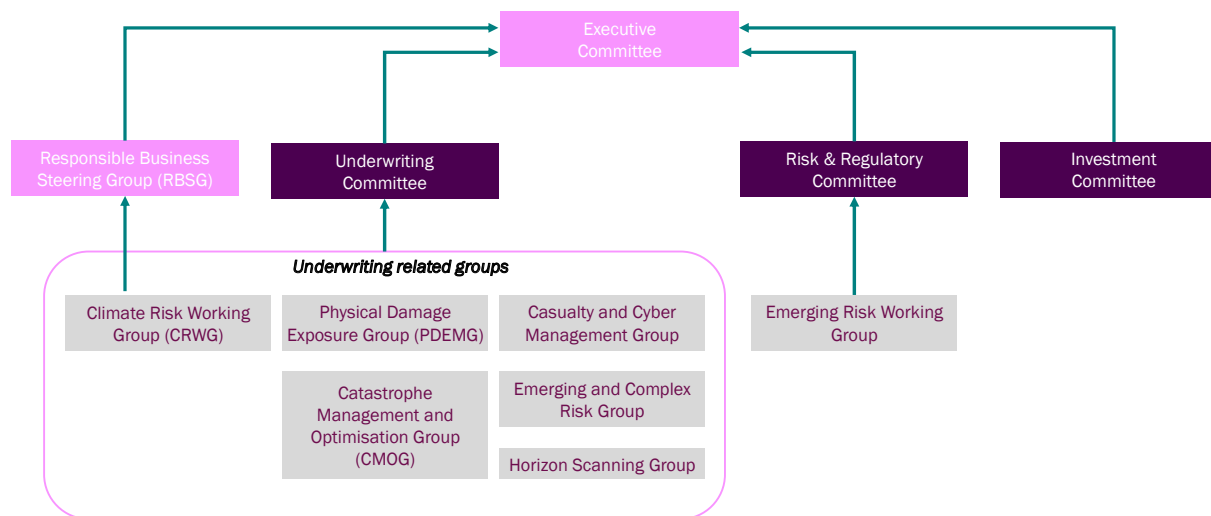 Executive
Committee
Responsible Business
Steering Group (RBSG)
Underwriting
Committee
Risk & Regulatory
Committee
Investment
Committee
Underwriting related groups
Climate Risk Working
Group (CRWG)
Physical Damage
Exposure Group (PDEMG)
Casualty and Cyber
Management Group
Emerging Risk Working
Group
Catastrophe
Management and
Optimisation Group
(CMOG)
Emerging and Complex
Risk Group
Horizon Scanning Group